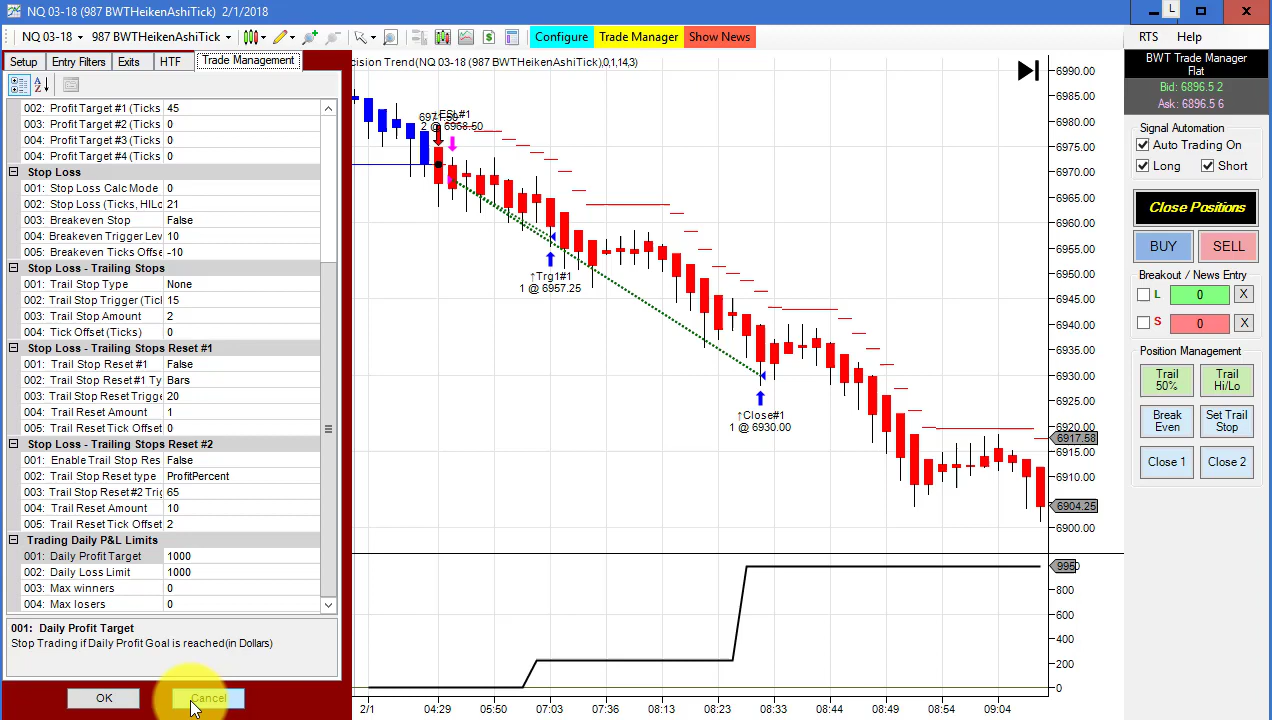 NQ 03-18 (987 BWTHeikenAshiTick) 2/1/2018
L
NQ 03-18
987 BWTHeikenAshiTick
Configure
Trade Manager
Show News
RTS Help
Setup
Entry Filters
Exits
HTF
Trade Management
002: Profit Target #1 (Ticks 45
003: Profit Target #2 (Ticks 0
004: Profit Target #3 (Ticks 0
004: Profit Target #4 (Ticks 0
Stop Loss
001: Stop Loss Calc Mode 0
002: Stop Loss (Ticks, HiLo 21
003: Breakeven Stop False
004: Breakeven Trigger Lev 10
005: Breakeven Ticks Offse -10
Stop Loss - Trailing Stops
001: Trail Stop Type None
002: Trail Stop Trigger (Tick 15
003: Trail Stop Amount 2
004: Tick Offset (Ticks) 0
Stop Loss - Trailing Stops Reset #1
001: Trail Stop Reset #1 False
002: Trail Stop Reset#1 Ty Bars
003: Trail Stop Reset Trigge 20
004: Trail Reset Amount 1
005: Trail Reset Tick Offset 0
Stop Loss - Trailing Stops Reset #2
001: Enable Trail Stop Res False
002: Trail Stop Reset type ProfitPercent
003: Trail Stop Reset#2 Trig 65
004: Trail Reset Amount 10
005: Trail Reset Tick Offset 2
Trading Daily P&L Limits
001: Daily Profit Target 1000
002: Daily Loss Limit 1000
003: Max winners 0
004: Max losers 0
001: Daily Profit Target
Stop Trading if Daily Profit Goal is reached(in Dollars)
OK
Cancel
cision Trend(NQ 03-18 (987 BWTHeikenAshiTick),0,1,14,3)
2 @ 6968.50
↑Trg1#1
1 @ 6957.25
↑Close#1
1 @ 6930.00
6990.00
6985.00
6980.00
6975.00
6970.00
6965.00
6960.00
6955.00
6950.00
6945.00
6940.00
6935.00
6930.00
6925.00
6920.00
6917.58
6915.00
6910.00
6904.25
6900.00
950
800
600
400
200
0
2/1 04:29 07:03 07:36 08:13 08:24 08:33 08:42 08:54 09:04
BWT Trade Manager
Flat
Bid: 6896.5 2
Ask: 6896.5 6
Signal Automation
Auto Trading On
Long
Short
Close Positions
BUY
SELL
Breakout / News Entry
L 0 X
S 0 X
Position Management
Trail
50%
Trail
Hi/Lo
Break
Even
Set Trail
Stop
Close 1
Close 2